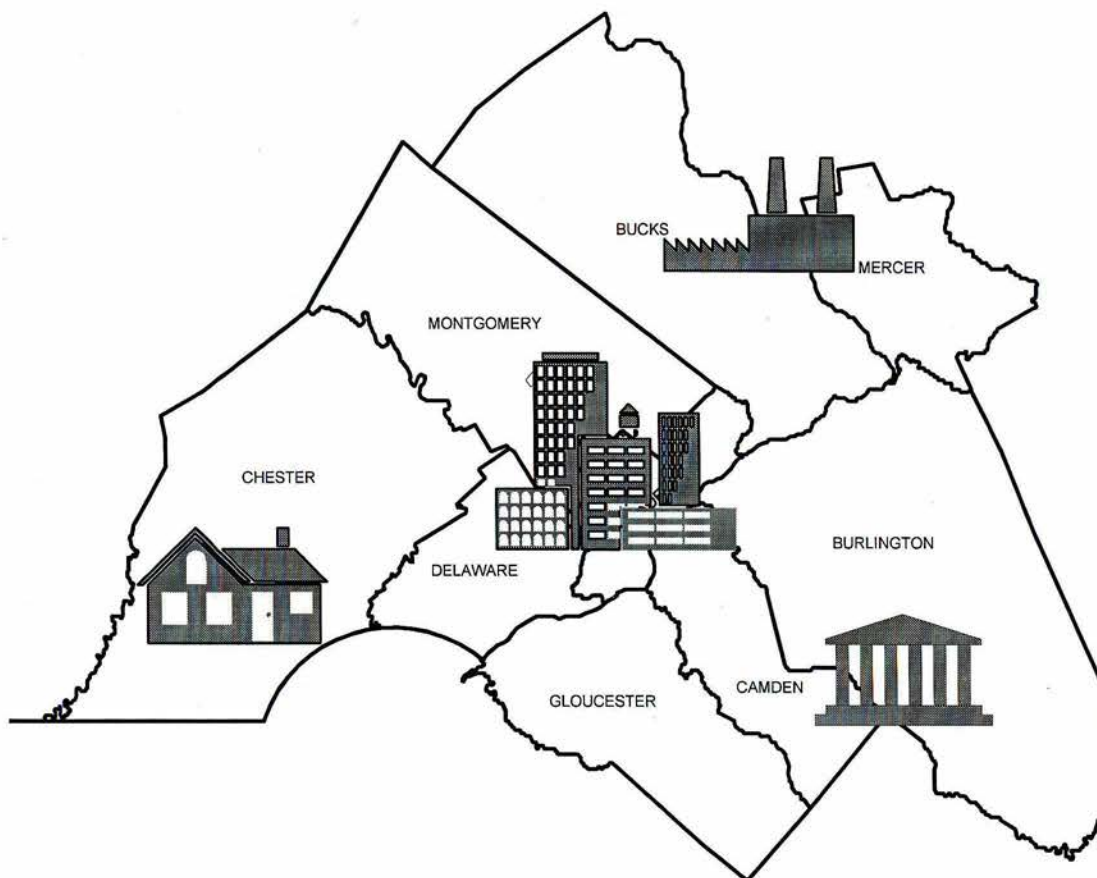 BUCKS
MERCER
MONTGOMERY
CHESTER
BURLINGTON
DELAWARE
CAMDEN
GLOUCESTER